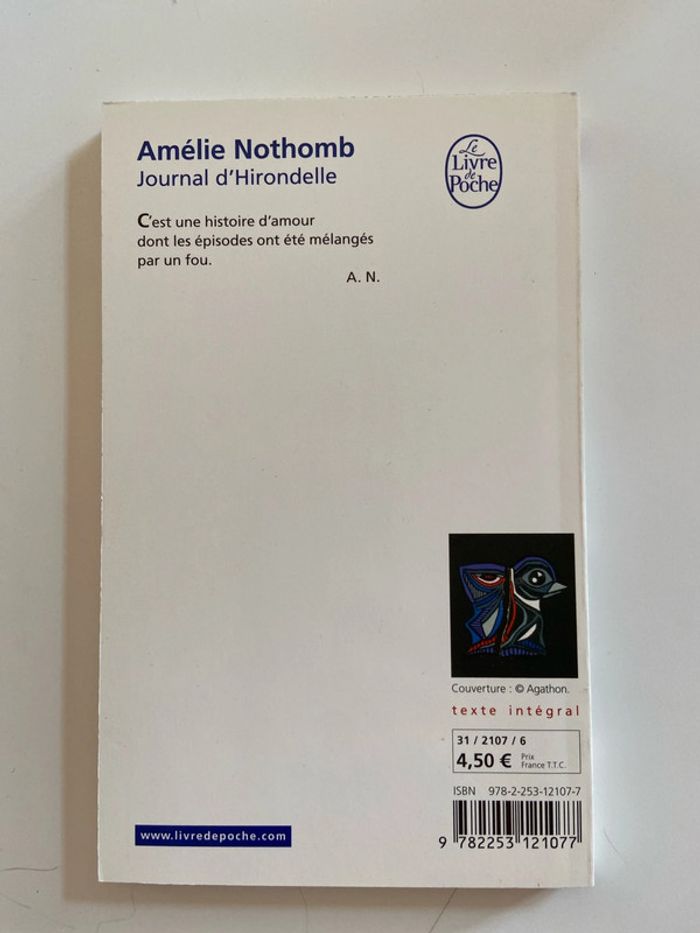 Amélie Nothomb
Journal d'Hirondelle
Le
Livre
de
Poche
C'est une histoire d'amour
dont les épisodes ont été mélangés
par un fou.
A. N.
Couverture : © Agathon.
texte intégral
31 / 2107 / 6
4,50 € Prix
France T.T.C.
ISBN 978-2-253-12107-7
www.livredepoche.com
9 782253 121077